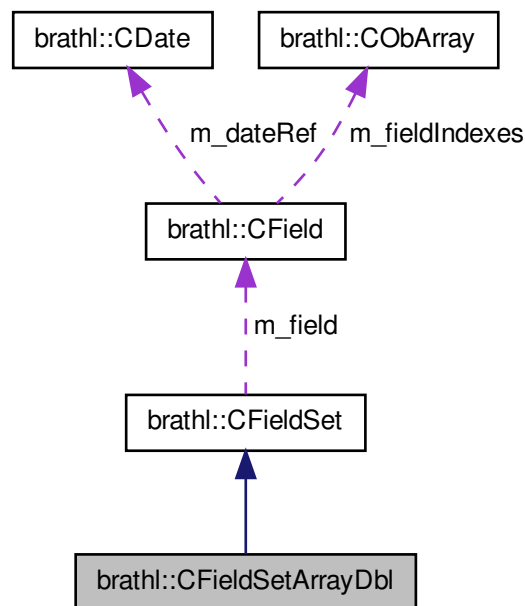 brathl::CDate
brathl::CObArray
m_dateRef
m_fieldIndexes
brathl::CField
m_field
brathl::CFieldSet
brathl::CFieldSetArrayDbl